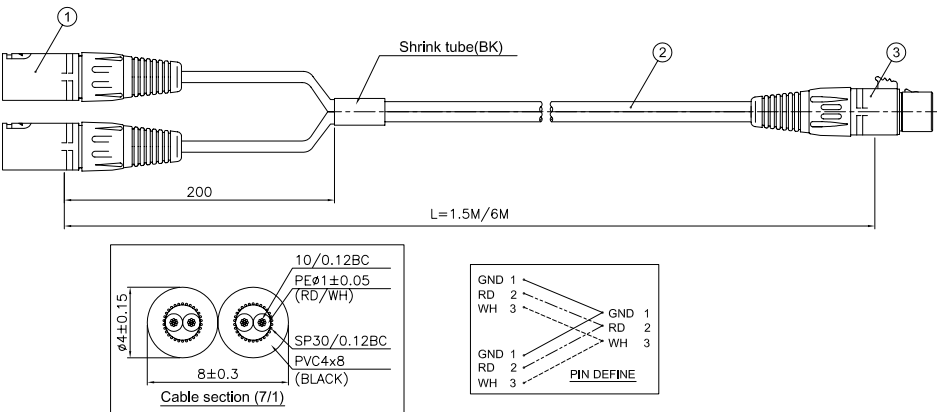 1
Shrink tube(BK)
2
3
200
L=1.5M/6M
10/0.12BC
PEø1±0.05
(RD/WH)
SP30/0.12BC
PVC4x8
(BLACK)
ø4±0.15
8±0.3
Cable section (7/1)
GND 1
RD 2
WH 3
GND 1
RD 2
WH 3
GND 1
RD 2
WH 3
PIN DEFINE